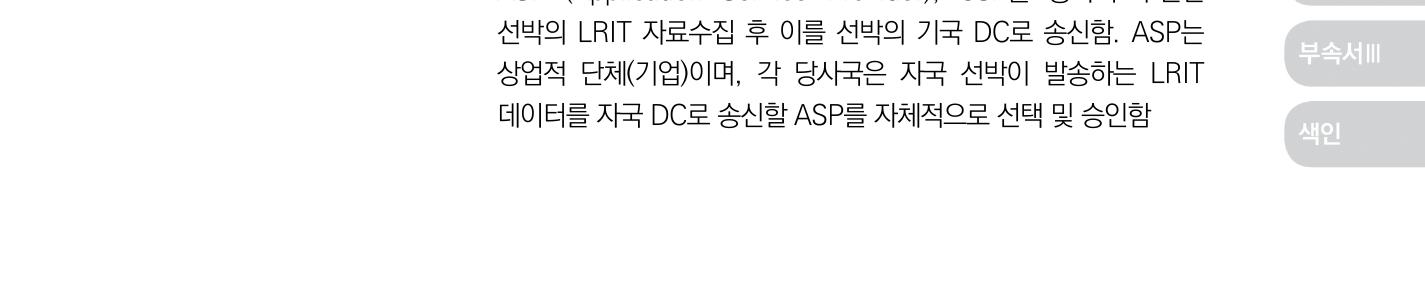 선박의 LRIT 자료수집 후 이를 선박의 기국 DC로 송신함. ASP는
상업적 단체(기업)이며, 각 당사국은 자국 선박이 발송하는 LRIT
데이터를 자국 DC로 송신할 ASP를 자체적으로 선택 및 승인함
부속서Ⅲ
색인